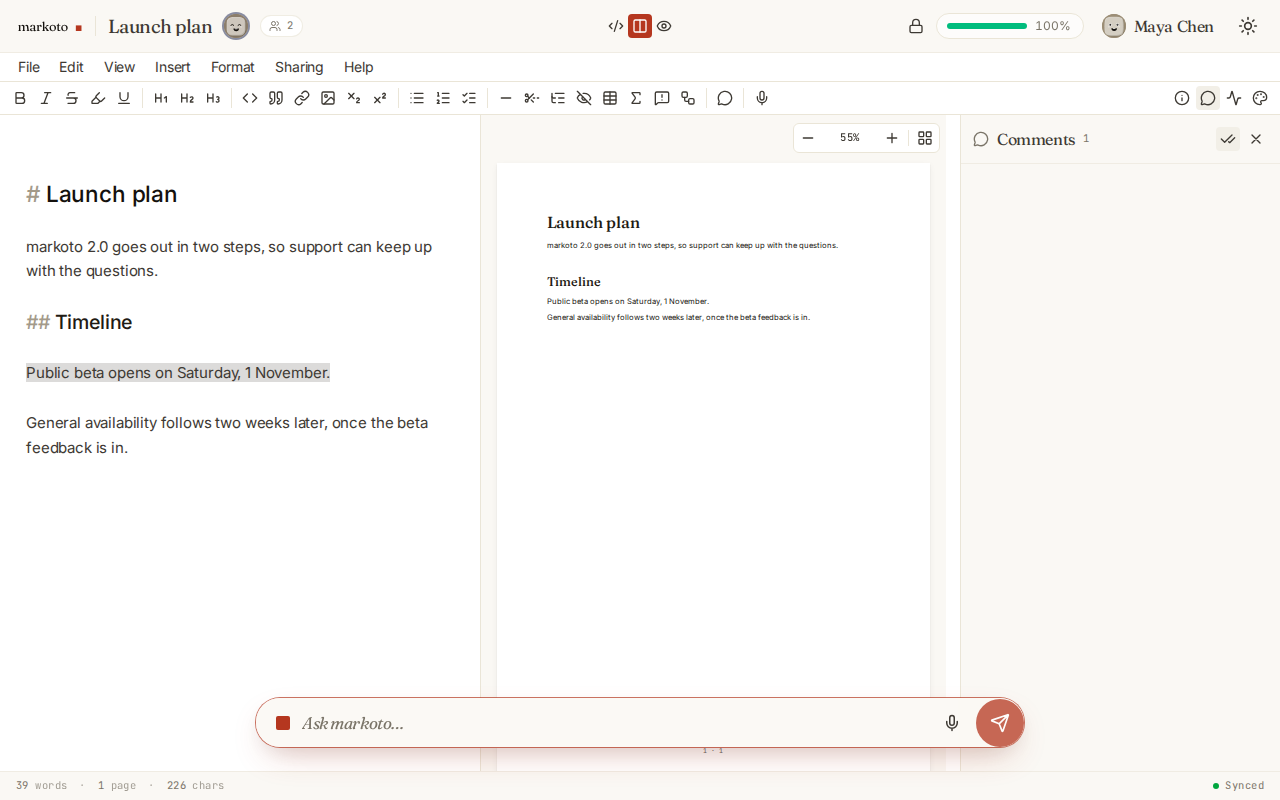 markoto
Launch plan
2
100%
Maya Chen
File Edit View Insert Format Sharing Help
H1 H2 H3
55%
Comments 1
# Launch plan
markoto 2.0 goes out in two steps, so support can keep up
with the questions.
## Timeline
Public beta opens on Saturday, 1 November.
General availability follows two weeks later, once the beta
feedback is in.
Launch plan
markoto 2.0 goes out in two steps, so support can keep up with the questions.
Timeline
Public beta opens on Saturday, 1 November.
General availability follows two weeks later, once the beta feedback is in.
Ask markoto...
1 · 1
39 words · 1 page · 226 chars
Synced